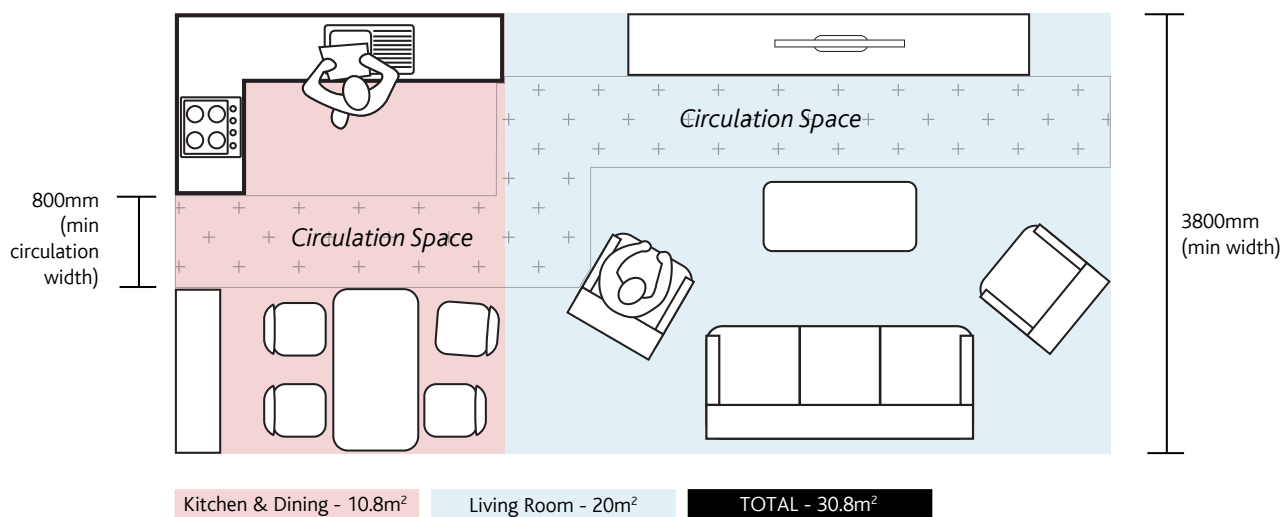 Circulation Space
800mm
(min
circulation
width)
Circulation Space
3800mm
(min width)
Kitchen & Dining - 10.8m²
Living Room - 20m²
TOTAL - 30.8m²